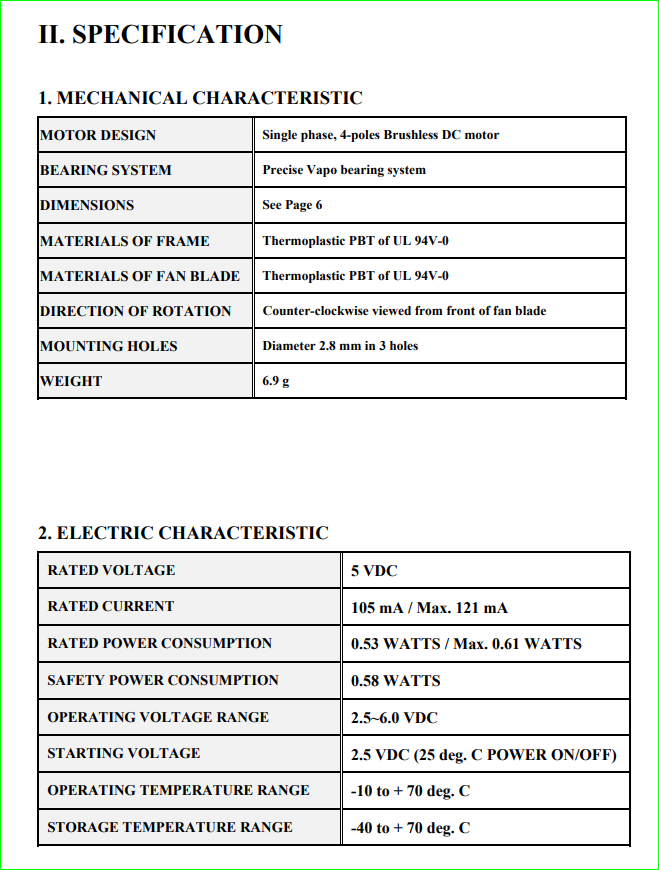 II. SPECIFICATION
1. MECHANICAL CHARACTERISTIC
MOTOR DESIGN Single phase, 4-poles Brushless DC motor
BEARING SYSTEM Precise Vapo bearing system
DIMENSIONS See Page 6
MATERIALS OF FRAME Thermoplastic PBT of UL 94V-0
MATERIALS OF FAN BLADE Thermoplastic PBT of UL 94V-0
DIRECTION OF ROTATION Counter-clockwise viewed from front of fan blade
MOUNTING HOLES Diameter 2.8 mm in 3 holes
WEIGHT 6.9 g
2. ELECTRIC CHARACTERISTIC
RATED VOLTAGE 5 VDC
RATED CURRENT 105 mA / Max. 121 mA
RATED POWER CONSUMPTION 0.53 WATTS / Max. 0.61 WATTS
SAFETY POWER CONSUMPTION 0.58 WATTS
OPERATING VOLTAGE RANGE 2.5~6.0 VDC
STARTING VOLTAGE 2.5 VDC (25 deg. C POWER ON/OFF)
OPERATING TEMPERATURE RANGE -10 to + 70 deg. C
STORAGE TEMPERATURE RANGE -40 to + 70 deg. C